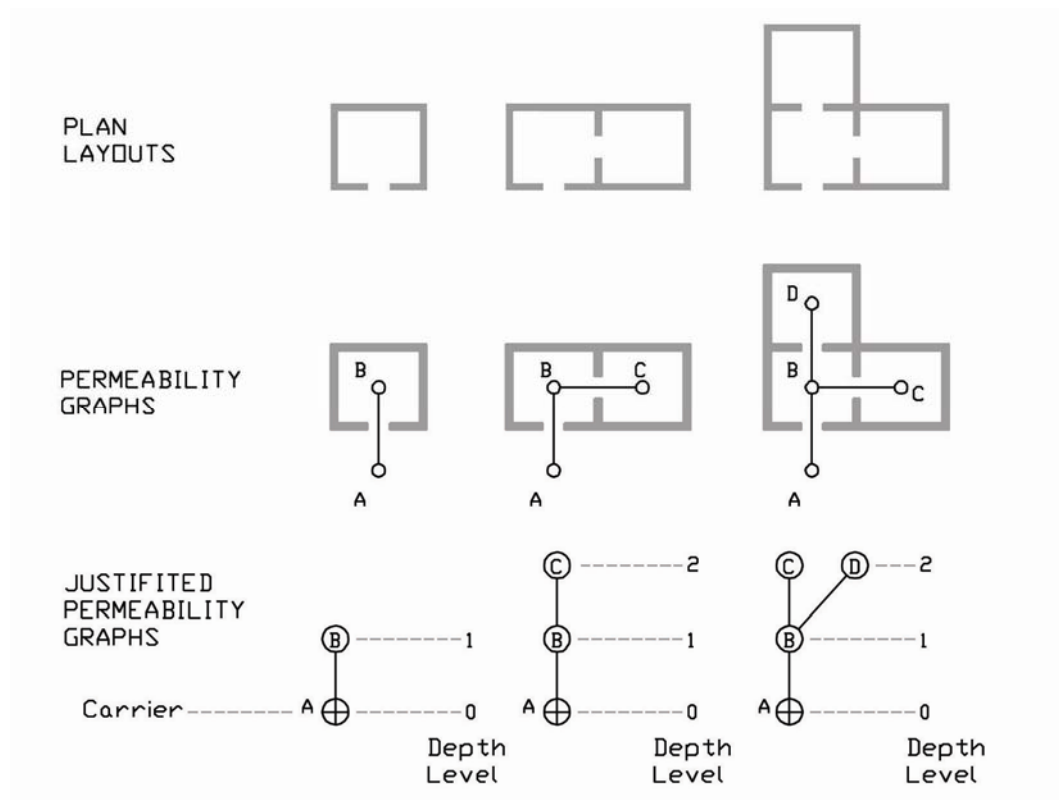 PLAN
LAYOUTS
PERMEABILITY
GRAPHS
B
A
B
C
A
D
B
C
A
JUSTIFITED
PERMEABILITY
GRAPHS
C
2
C
D
2
B
1
B
1
B
1
Carrier
A
0
A
0
A
0
Depth
Level
Depth
Level
Depth
Level